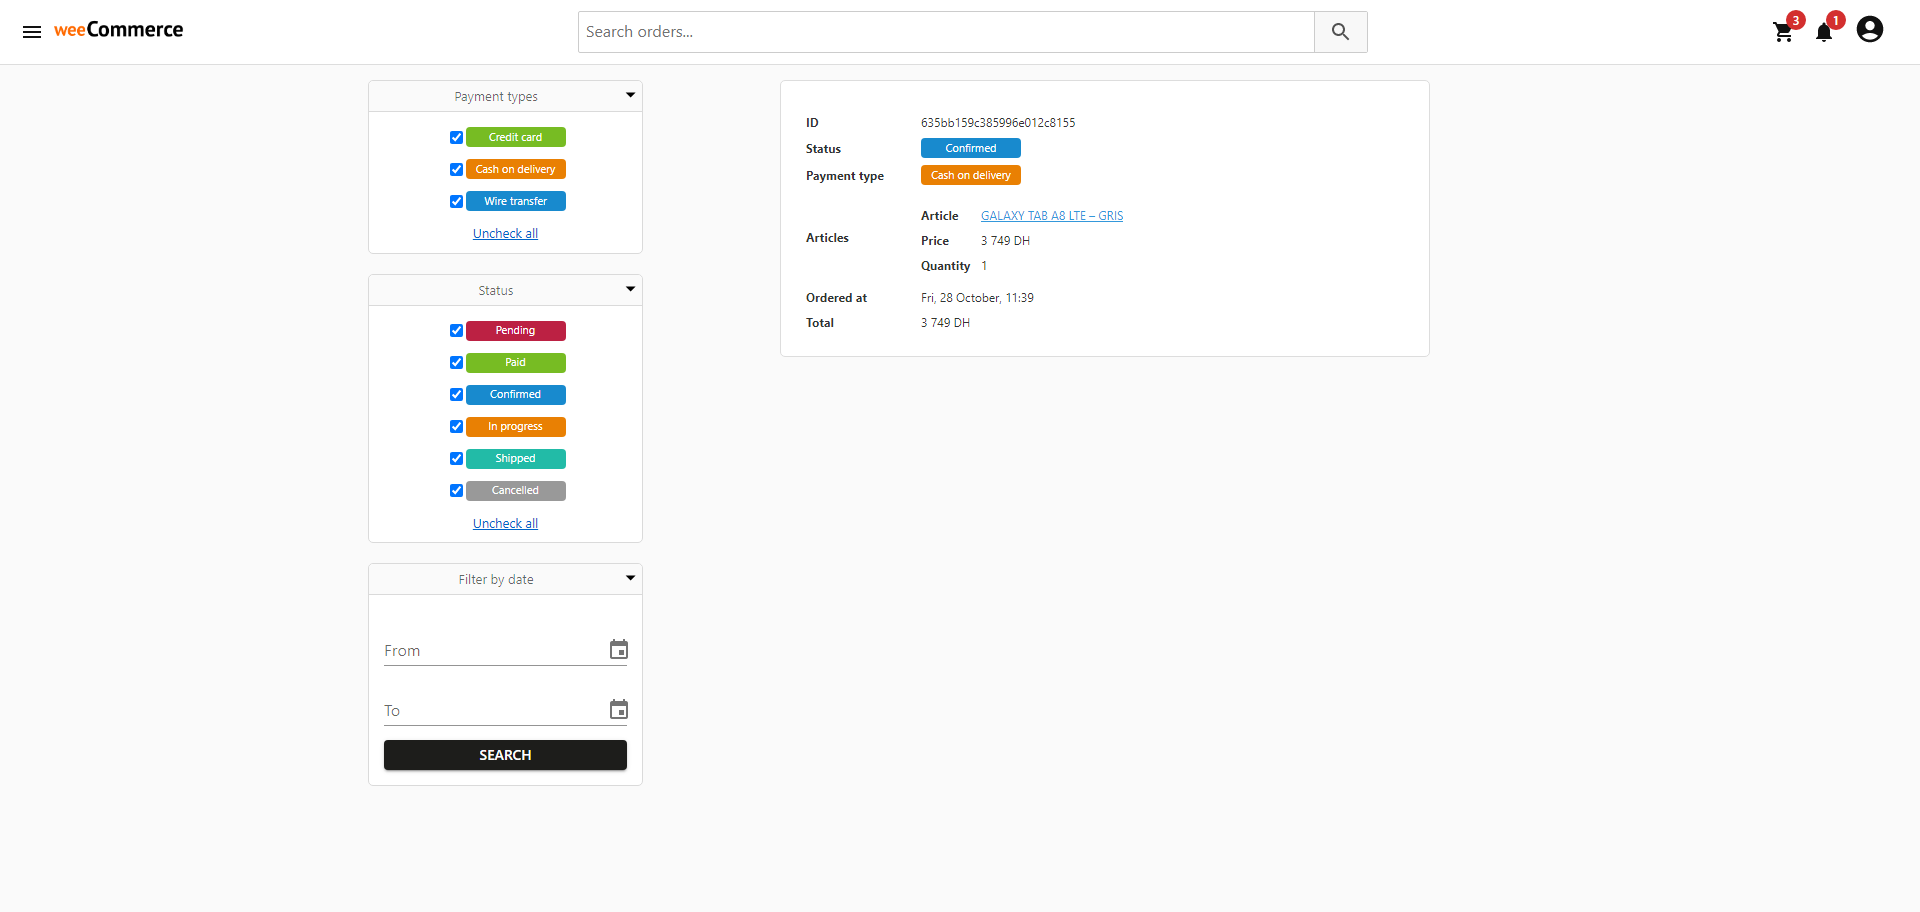 weeCommerce
Search orders...
3
1
Payment types
Credit card
Cash on delivery
Wire transfer
Uncheck all
Status
Pending
Paid
Confirmed
In progress
Shipped
Cancelled
Uncheck all
Filter by date
From
To
SEARCH
ID 635bb159c385996e012c8155
Status Confirmed
Payment type Cash on delivery
Articles
Article GALAXY TAB A8 LTE – GRIS
Price 3 749 DH
Quantity 1
Ordered at Fri, 28 October, 11:39
Total 3 749 DH